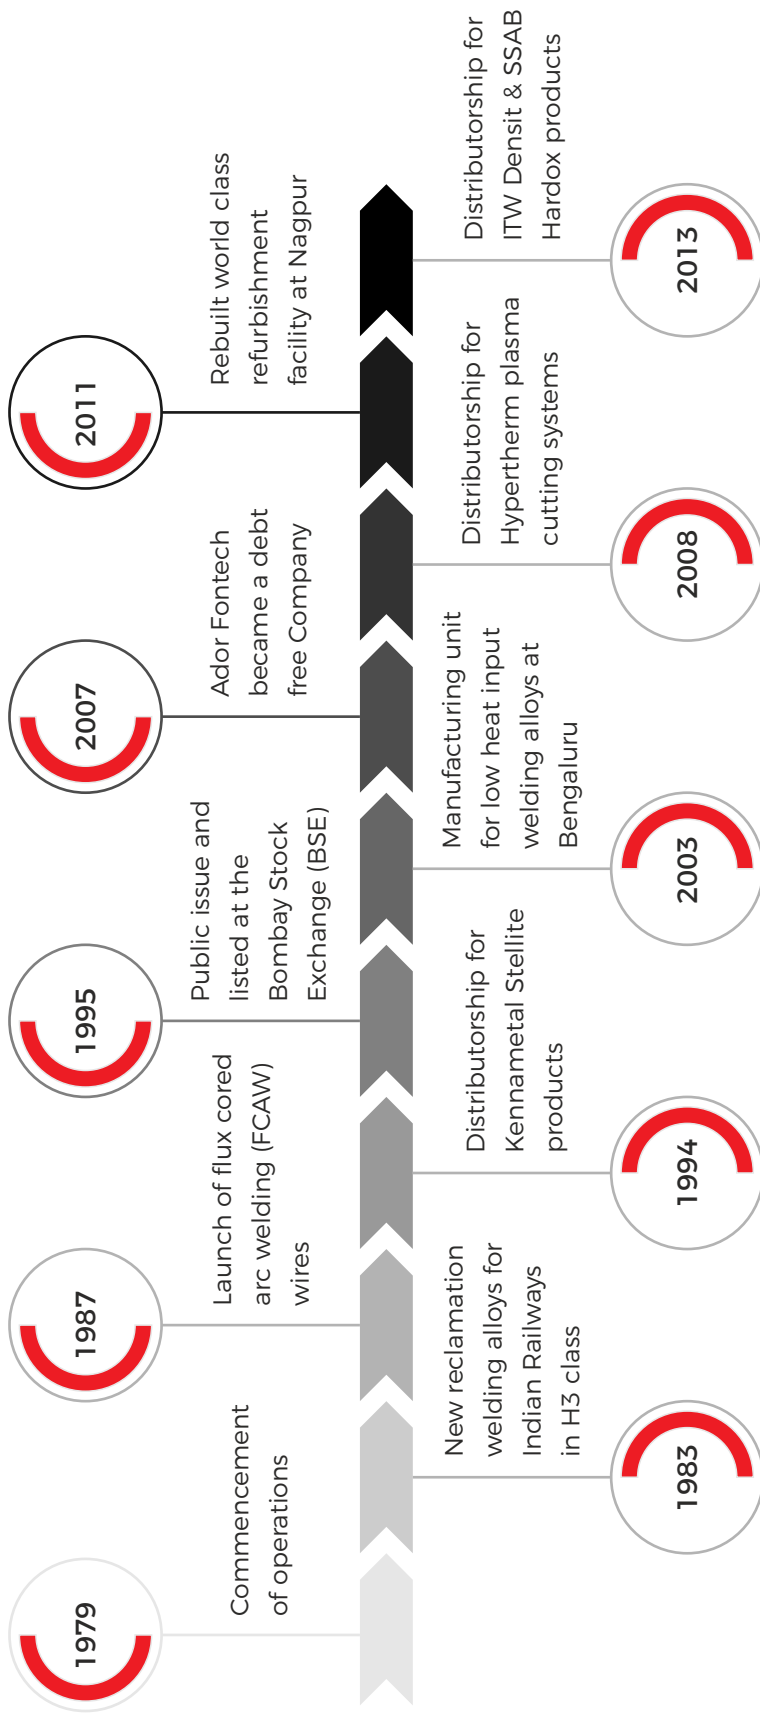 1979
Commencement
of operations
1983
New reclamation
welding alloys for
Indian Railways
in H3 class
1987
Launch of flux cored
arc welding (FCAW)
wires
1994
Distributorship for
Kennametal Stellite
products
1995
Public issue and
listed at the
Bombay Stock
Exchange (BSE)
2003
Manufacturing unit
for low heat input
welding alloys at
Bengaluru
2007
Ador Fontech
became a debt
free Company
2008
Distributorship for
Hypertherm plasma
cutting systems
2011
Rebuilt world class
refurbishment
facility at Nagpur
2013
Distributorship for
ITW Densit & SSAB
Hardox products